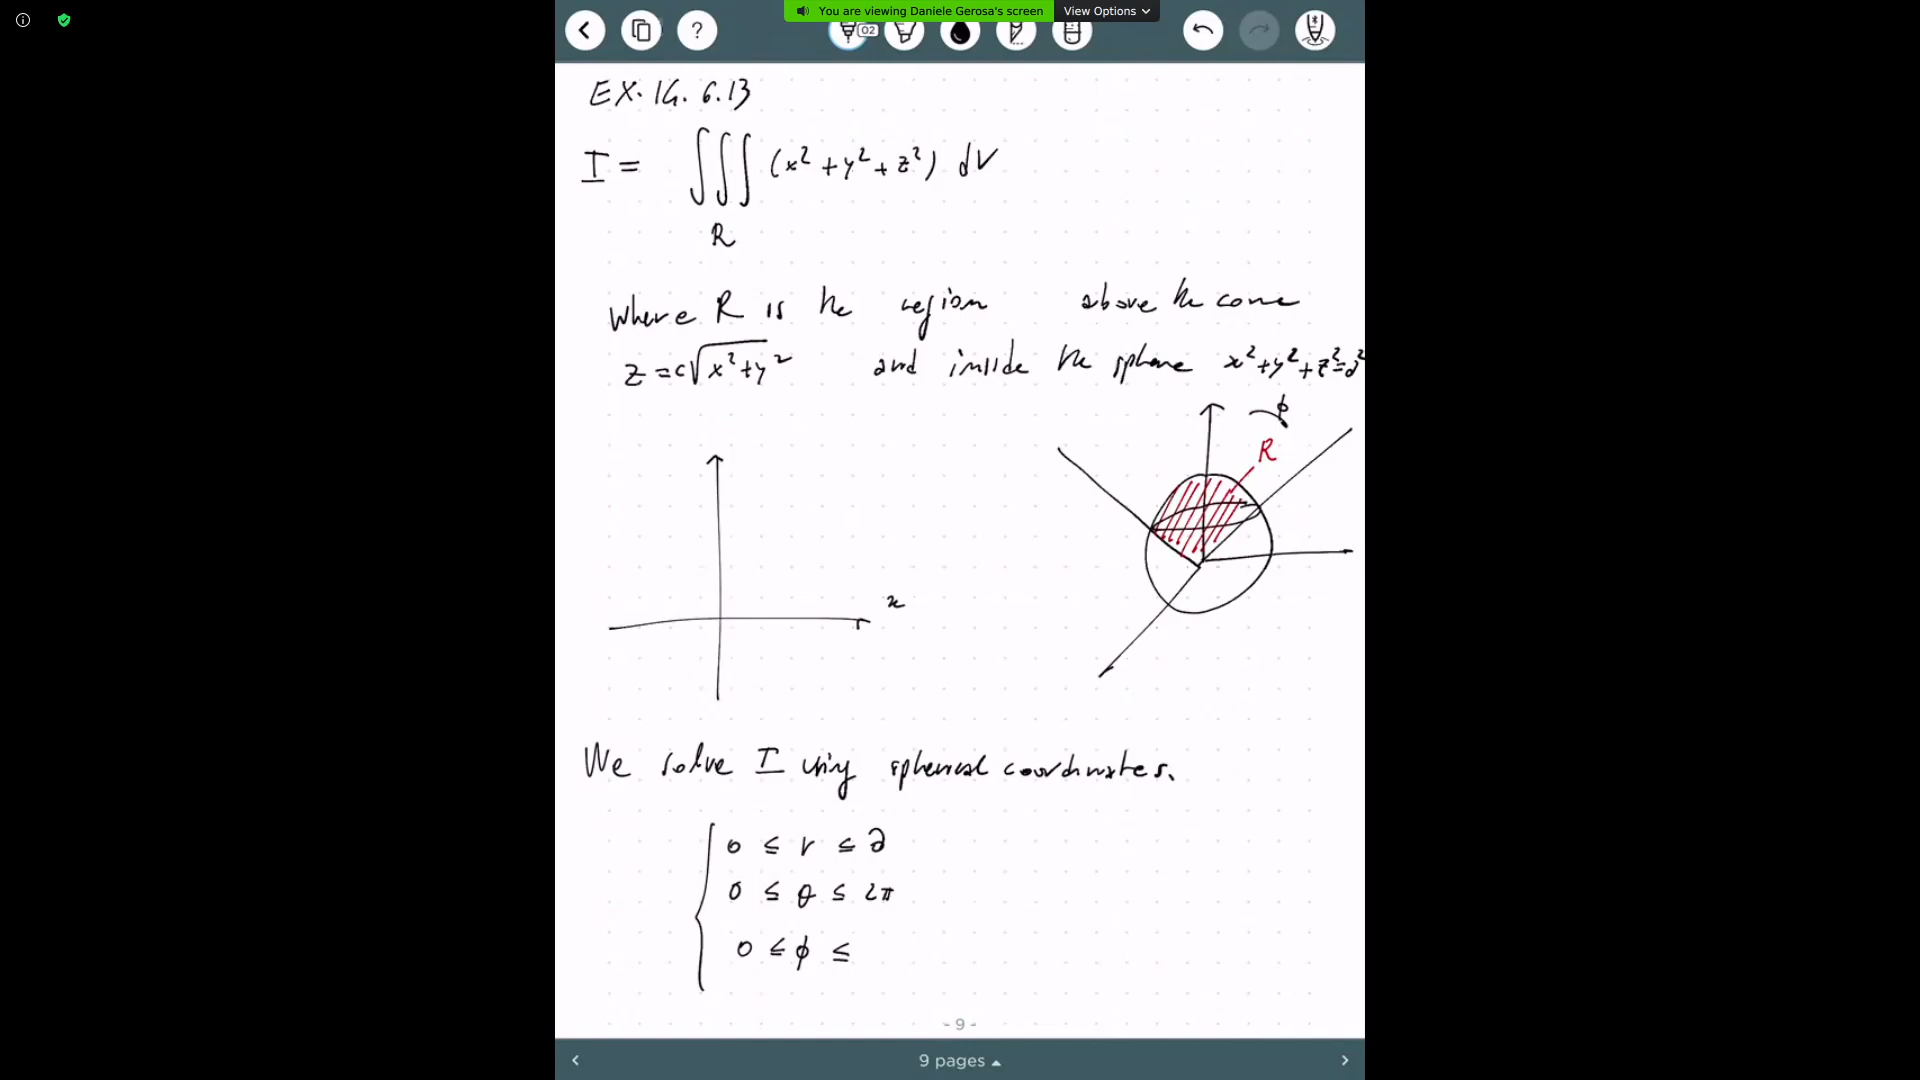 You are viewing Daniele Gerosa's screen
View Options
?
02
EX. 14.6.13
I = ∫∫∫ (x² + y² + z²) dV
R
Where R is the region above the cone
z = c√x²+y² and inside the sphere x²+y²+z²=a²
ϕ
R
x
We solve I using spherical coordinates.
0 ≤ r ≤ a
0 ≤ θ ≤ 2π
0 ≤ ϕ ≤
- 9 -
9 pages